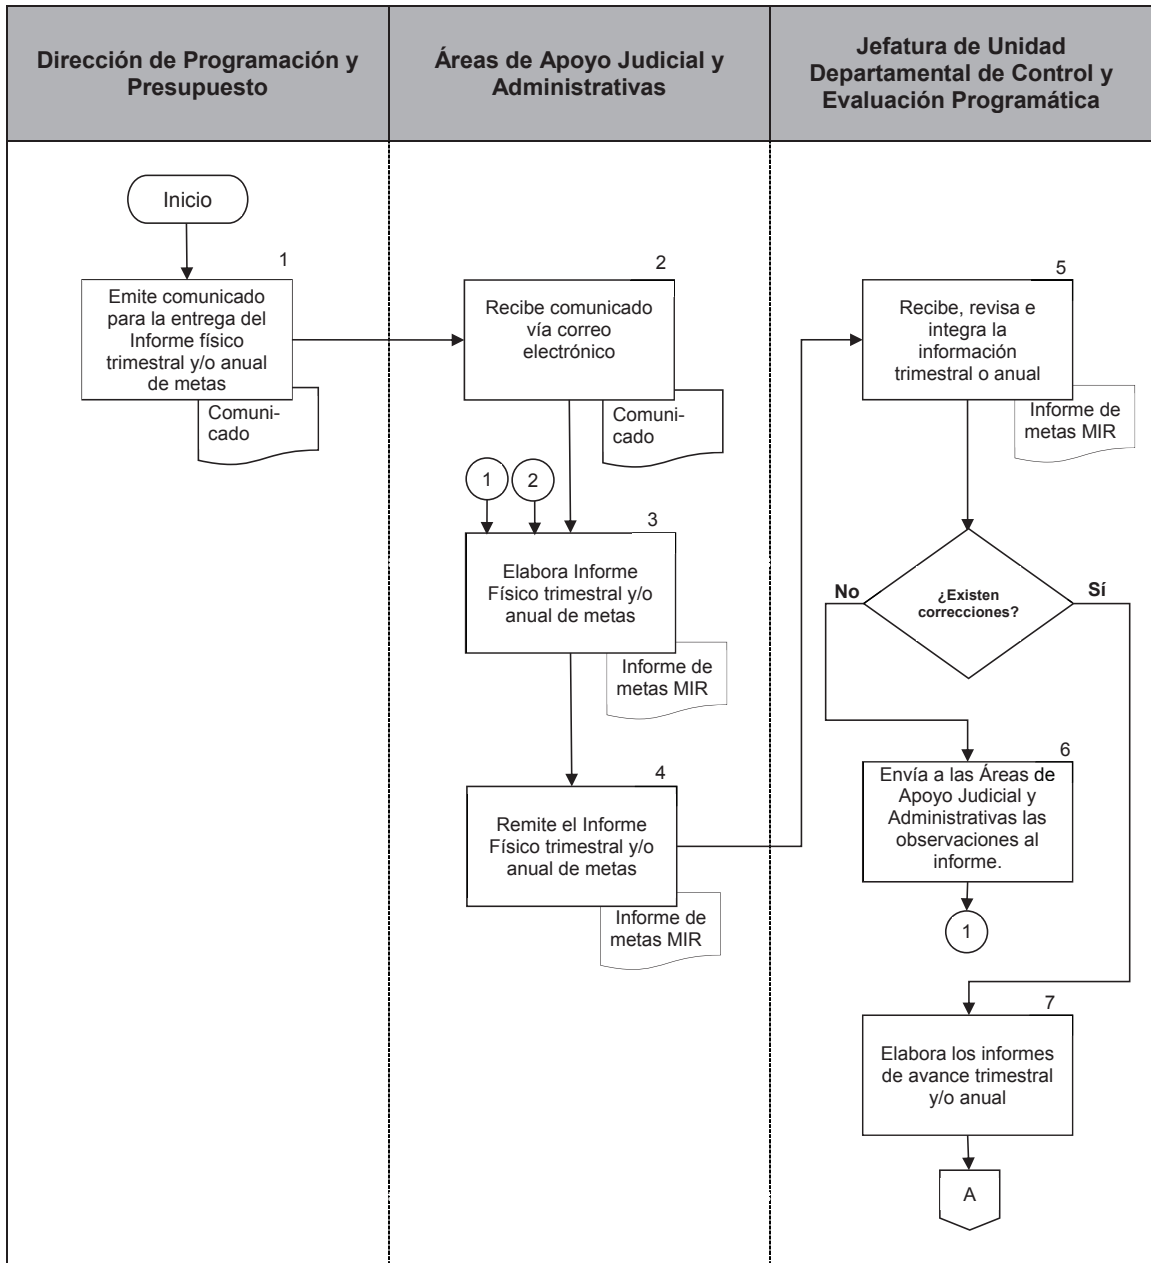 Dirección de Programación y
Presupuesto
Áreas de Apoyo Judicial y
Administrativas
Jefatura de Unidad
Departamental de Control y
Evaluación Programática
Inicio
1
Emite comunicado
para la entrega del
Informe físico
trimestral y/o anual
de metas
Comuni-
cado
2
Recibe comunicado
vía correo
electrónico
Comuni-
cado
1
2
3
Elabora Informe
Físico trimestral y/o
anual de metas
Informe de
metas MIR
4
Remite el Informe
Físico trimestral y/o
anual de metas
Informe de
metas MIR
5
Recibe, revisa e
integra la
información
trimestral o anual
Informe de
metas MIR
No
¿Existen
correcciones?
Sí
6
Envía a las Áreas de
Apoyo Judicial y
Administrativas las
observaciones al
informe.
1
7
Elabora los informes
de avance trimestral
y/o anual
A